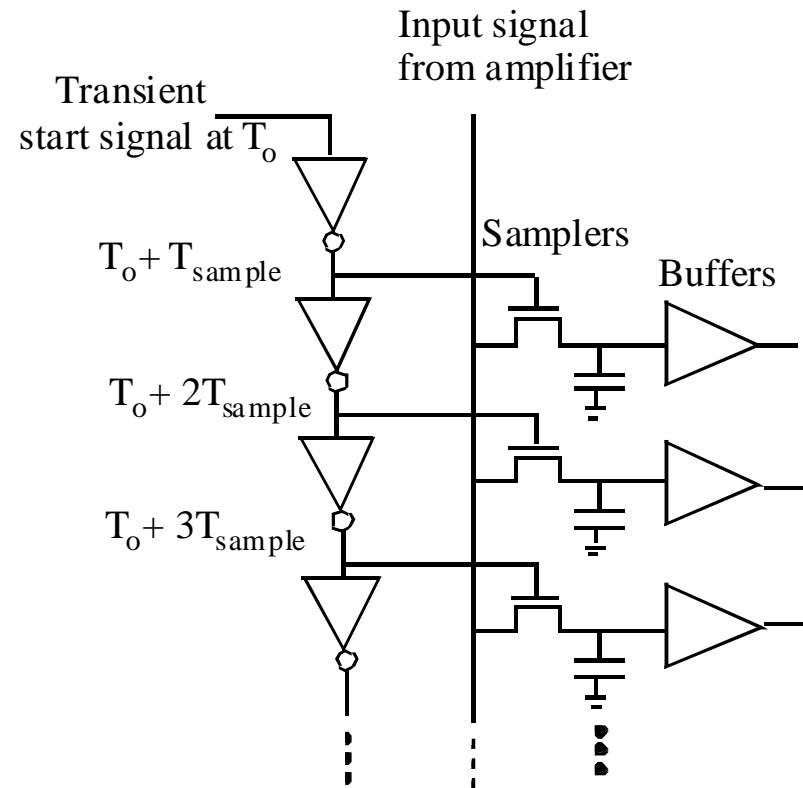 Input signal
from amplifier
Transient
start signal at Tₒ
Samplers
Tₒ + Tsample
Buffers
Tₒ + 2Tsample
Tₒ + 3Tsample